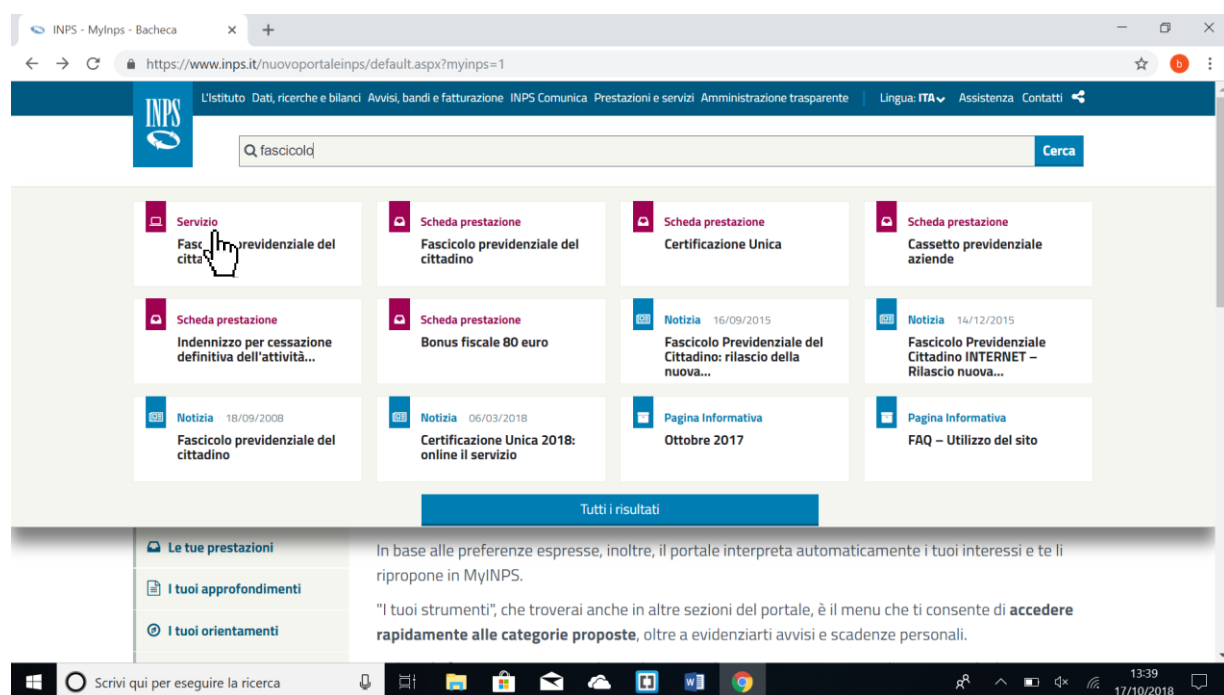 INPS - MyInps - Bacheca
https://www.inps.it/nuovoportaleinps/default.aspx?myinps=1
b
INPS
L'Istituto Dati, ricerche e bilanci Avvisi, bandi e fatturazione INPS Comunica Prestazioni e servizi Amministrazione trasparente Lingua: ITA Assistenza Contatti
fascicolo Cerca
Servizio
previdenziale del
Scheda prestazione
Fascicolo previdenziale del
cittadino
Scheda prestazione
Certificazione Unica
Scheda prestazione
Cassetto previdenziale
aziende
Scheda prestazione
Indennizzo per cessazione
definitiva dell'attività...
Scheda prestazione
Bonus fiscale 80 euro
Notizia 16/09/2015
Fascicolo Previdenziale del
Cittadino: rilascio della
nuova...
Notizia 14/12/2015
Fascicolo Previdenziale
Cittadino INTERNET –
Rilascio nuova...
Notizia 18/09/2008
Fascicolo previdenziale del
cittadino
Notizia 06/03/2018
Certificazione Unica 2018:
online il servizio
Pagina Informativa
Ottobre 2017
Pagina Informativa
FAQ – Utilizzo del sito
Tutti i risultati
Le tue prestazioni
I tuoi approfondimenti
I tuoi orientamenti
In base alle preferenze espresse, inoltre, il portale interpreta automaticamente i tuoi interessi e te li
ripropone in MyINPS.
"I tuoi strumenti", che troverai anche in altre sezioni del portale, è il menu che ti consente di accedere
rapidamente alle categorie proposte, oltre a evidenziarti avvisi e scadenze personali.
Scrivi qui per eseguire la ricerca
13:39
17/10/2018